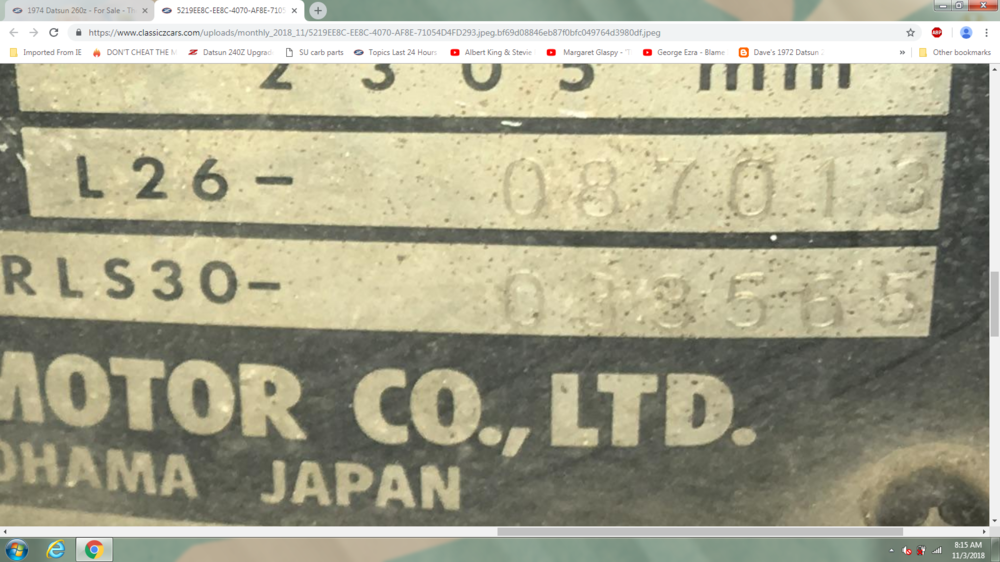 1974 Datsun 260z - For Sale - Th
5219EE8C-EE8C-4070-AF8E-7105
https://www.classiczcars.com/uploads/monthly_2018_11/5219EE8C-EE8C-4070-AF8E-71054D4FD293.jpeg.bf69d08846eb87f0bfc049764d3980df.jpeg
ABP
Imported From IE
DON'T CHEAT THE M
Datsun 240Z Upgrad
SU carb parts
Topics Last 24 Hours
Albert King & Stevie
Margaret Glaspy - "
George Ezra - Blame
Dave's 1972 Datsun
»
Other bookmarks
2305 mm
L26- 087013
RLS30-
MOTOR CO., LTD.
OHAMA JAPAN
8:15 AM
11/3/2018